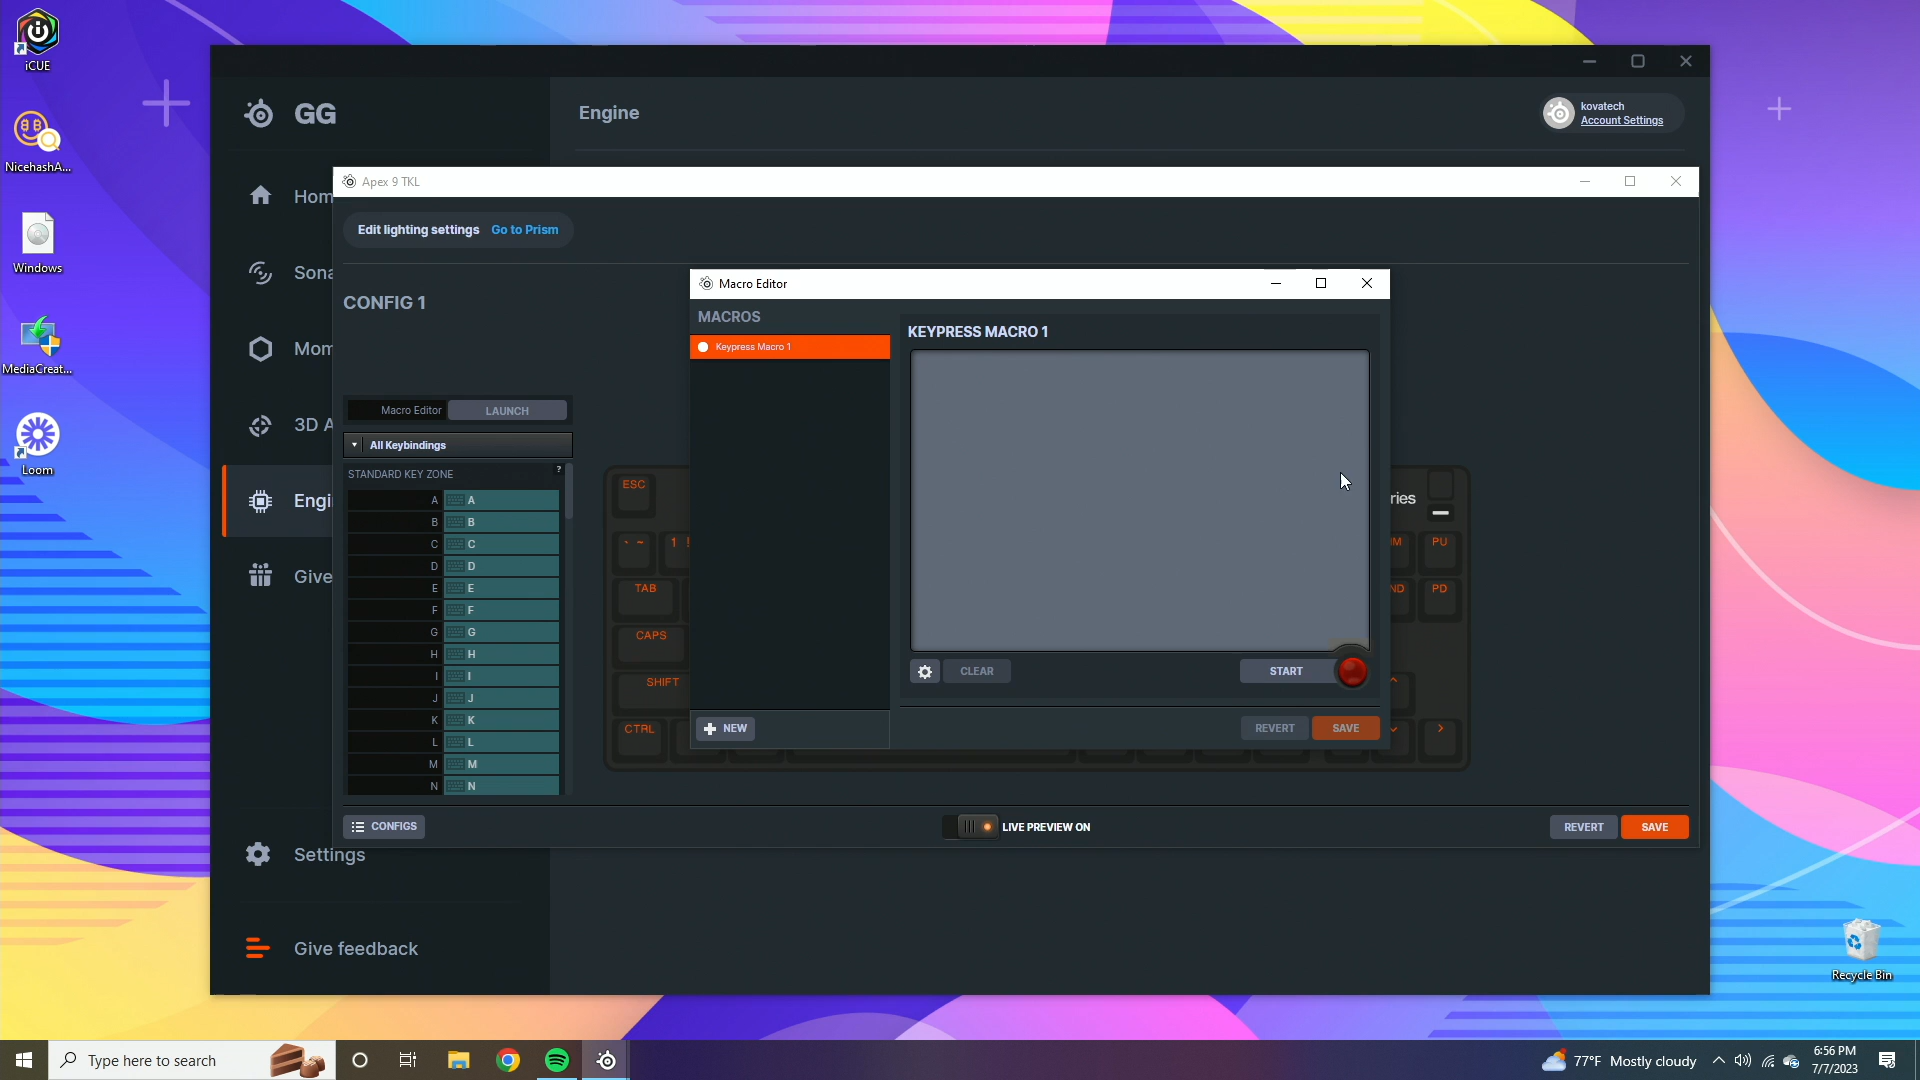 iCUE
NicehashA...
Windows
MediaCreat...
Loom
Recycle Bin
GG
Engine
kovatech
Account Settings
Hom
Sona
Mom
3D A
Engi
Give
Settings
Give feedback
Apex 9 TKL
Edit lighting settings Go to Prism
CONFIG 1
Macro Editor LAUNCH
All Keybindings
STANDARD KEY ZONE ?
A A
B B
C C
D D
E E
F F
G G
H H
I I
J J
K K
L L
M M
N N
ESC
ries
` ~ 1 !
PU
TAB
ND PD
CAPS
SHIFT
CTRL
CONFIGS
LIVE PREVIEW ON
REVERT SAVE
Macro Editor
MACROS
Keypress Macro 1
NEW
KEYPRESS MACRO 1
CLEAR START
REVERT SAVE
Type here to search
77°F Mostly cloudy
6:56 PM
7/7/2023